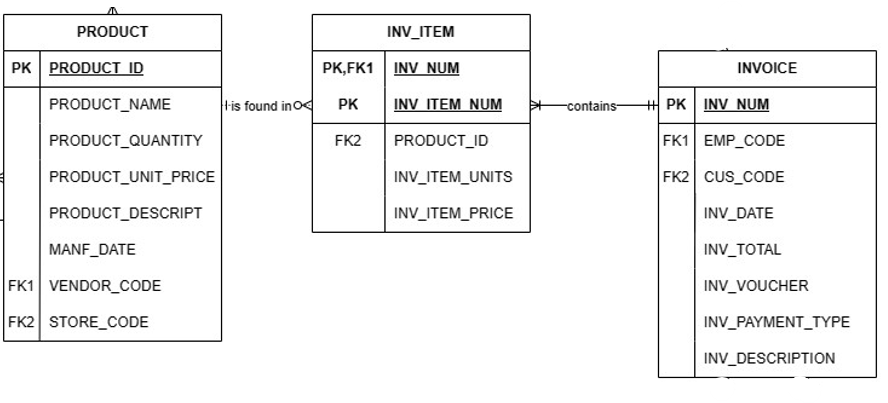 PRODUCT
PK PRODUCT_ID
PRODUCT_NAME
PRODUCT_QUANTITY
PRODUCT_UNIT_PRICE
PRODUCT_DESCRIPT
MANF_DATE
FK1 VENDOR_CODE
FK2 STORE_CODE
is found in
INV_ITEM
PK,FK1 INV_NUM
PK INV_ITEM_NUM
FK2 PRODUCT_ID
INV_ITEM_UNITS
INV_ITEM_PRICE
contains
INVOICE
PK INV_NUM
FK1 EMP_CODE
FK2 CUS_CODE
INV_DATE
INV_TOTAL
INV_VOUCHER
INV_PAYMENT_TYPE
INV_DESCRIPTION